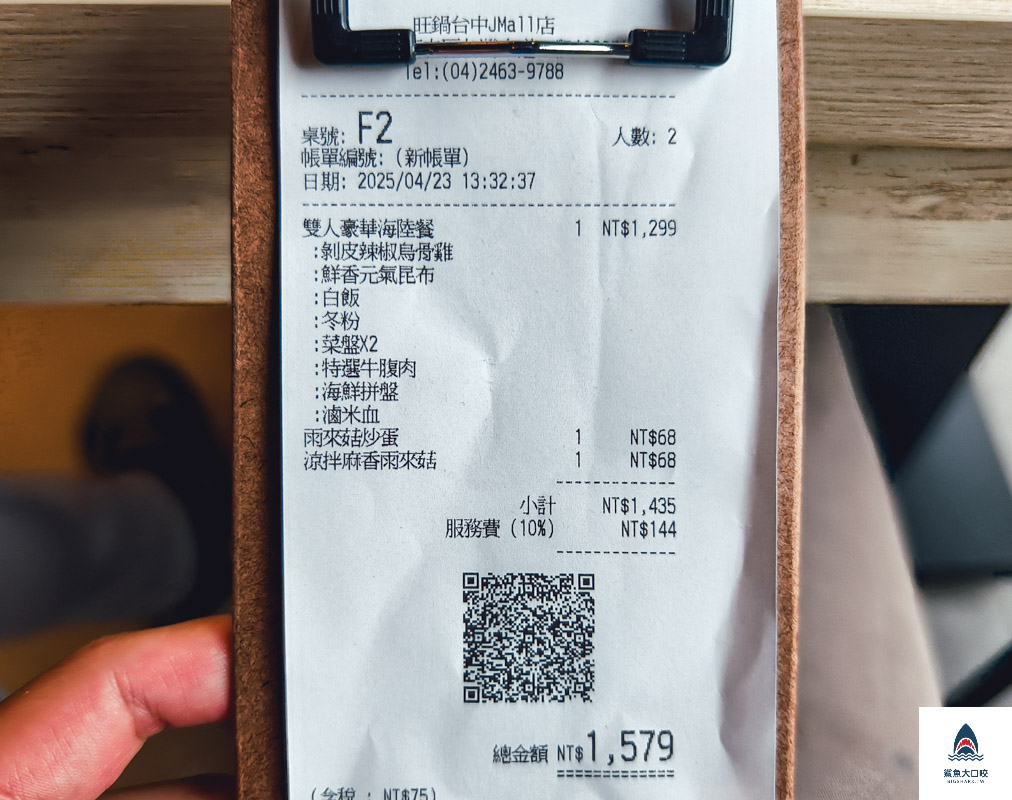 旺鍋台中JMall店
Tel:(04)2463-9788
桌號: F2 人數: 2
帳單編號:(新帳單)
日期: 2025/04/23 13:32:37
雙人豪華海陸餐 1 NT$1,299
:剝皮辣椒烏骨雞
:鮮香元氣昆布
:白飯
:冬粉
:菜盤X2
:特選牛腹肉
:海鮮拼盤
:滷米血
雨來菇炒蛋 1 NT$68
涼拌麻香雨來菇 1 NT$68
小計 NT$1,435
服務費(10%) NT$144
總金額 NT$1,579
(含稅 : NT$75)
鯊魚大口咬
BIGSHARK.TW